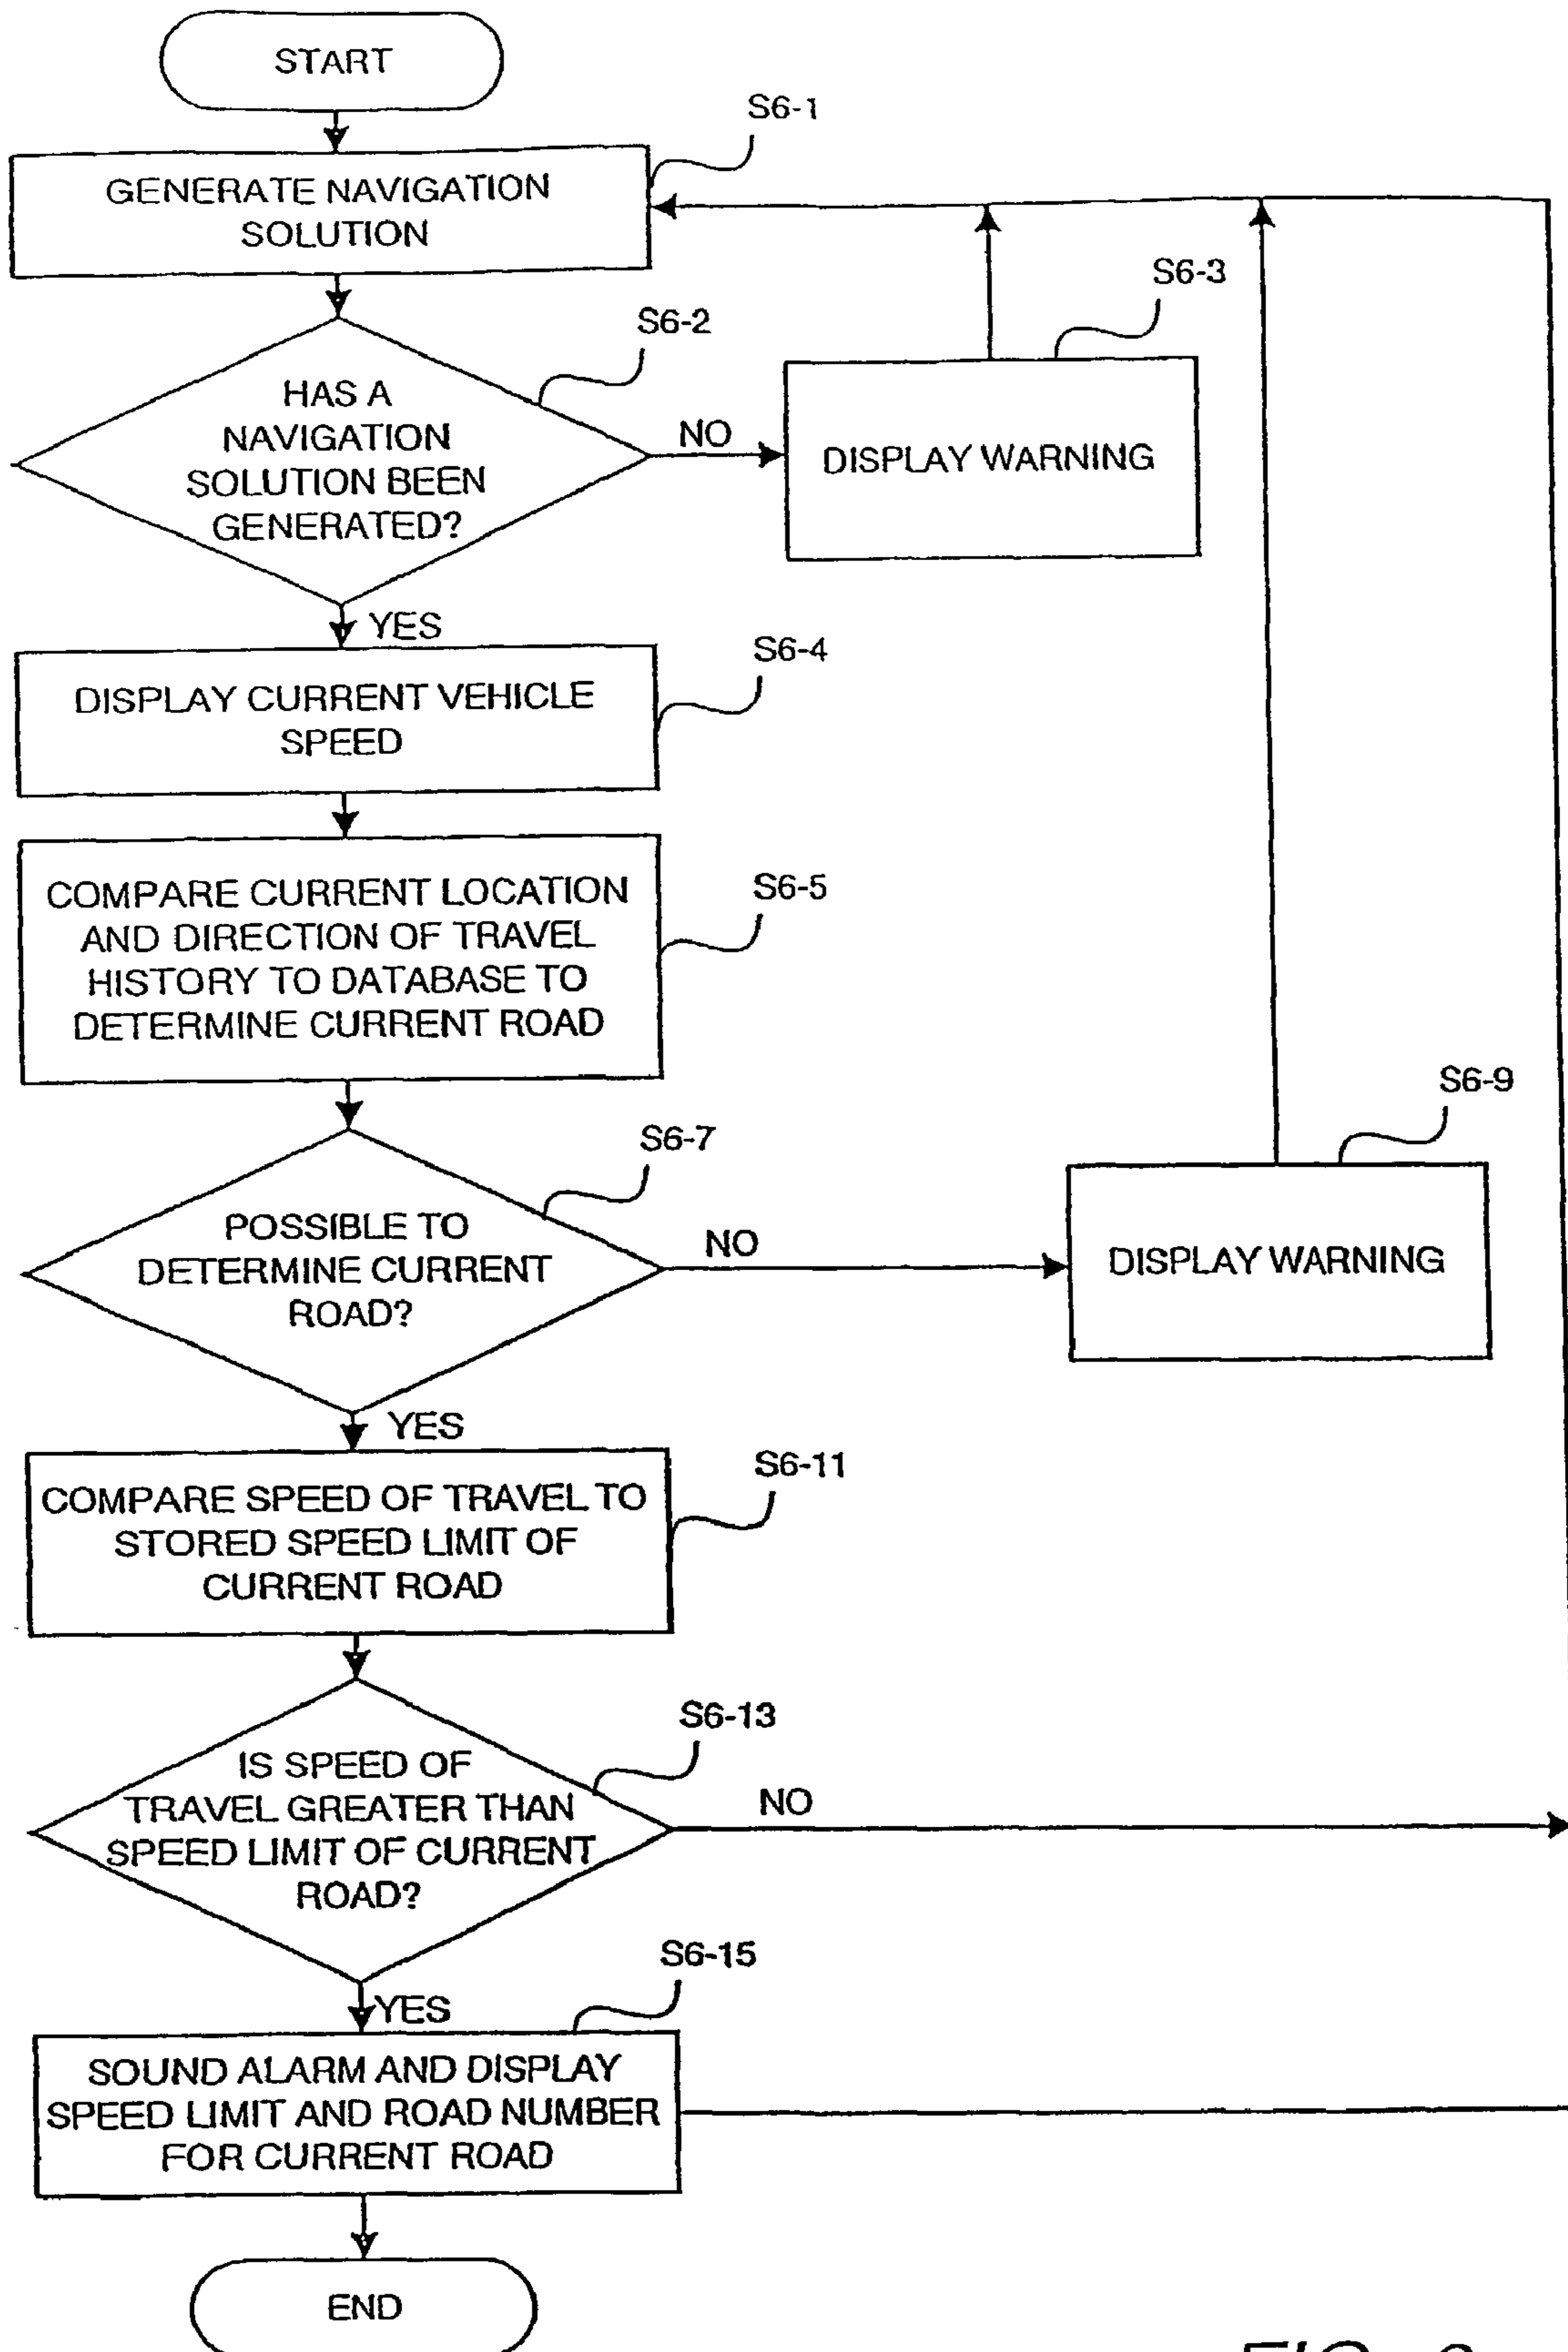 START
S6-1
GENERATE NAVIGATION
SOLUTION
S6-3
S6-2
HAS A
NAVIGATION
SOLUTION BEEN
GENERATED?
NO
DISPLAY WARNING
YES
S6-4
DISPLAY CURRENT VEHICLE
SPEED
S6-5
COMPARE CURRENT LOCATION
AND DIRECTION OF TRAVEL
HISTORY TO DATABASE TO
DETERMINE CURRENT ROAD
S6-9
S6-7
POSSIBLE TO
DETERMINE CURRENT
ROAD?
NO
DISPLAY WARNING
YES
S6-11
COMPARE SPEED OF TRAVEL TO
STORED SPEED LIMIT OF
CURRENT ROAD
S6-13
IS SPEED OF
TRAVEL GREATER THAN
SPEED LIMIT OF CURRENT
ROAD?
NO
S6-15
YES
SOUND ALARM AND DISPLAY
SPEED LIMIT AND ROAD NUMBER
FOR CURRENT ROAD
END